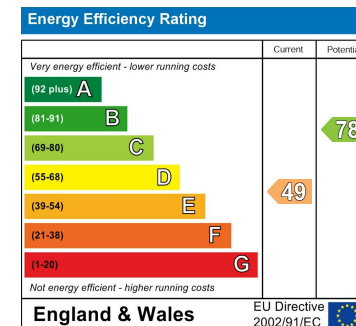 Energy Efficiency Rating
Current Potentia
Very energy efficient - lower running costs
(92 plus) A
(81-91) B
(69-80) C
(55-68) D
(39-54) E
(21-38) F
(1-20) G
49
78
Not energy efficient - higher running costs
England & Wales
EU Directive
2002/91/EC